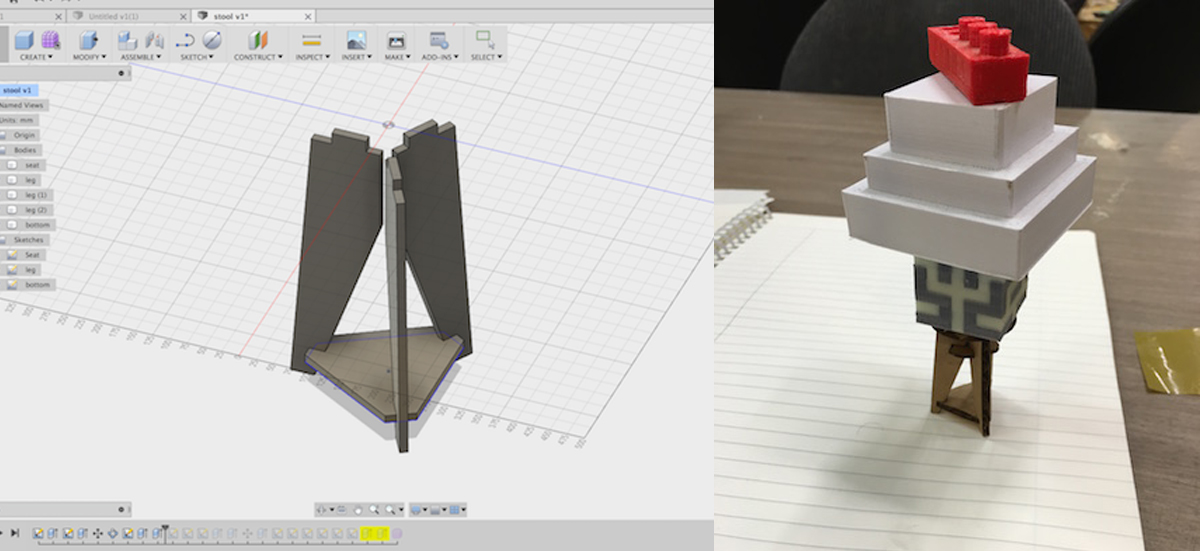 Untitled v1(1)
stool v1*
CREATE MODIFY ASSEMBLE SKETCH CONSTRUCT INSPECT INSERT MAKE ADD-INS SELECT
stool v1
Named Views
Units: mm
Origin
Bodies
seat
leg
leg (1)
leg (2)
bottom
Sketches
Seat
leg
bottom